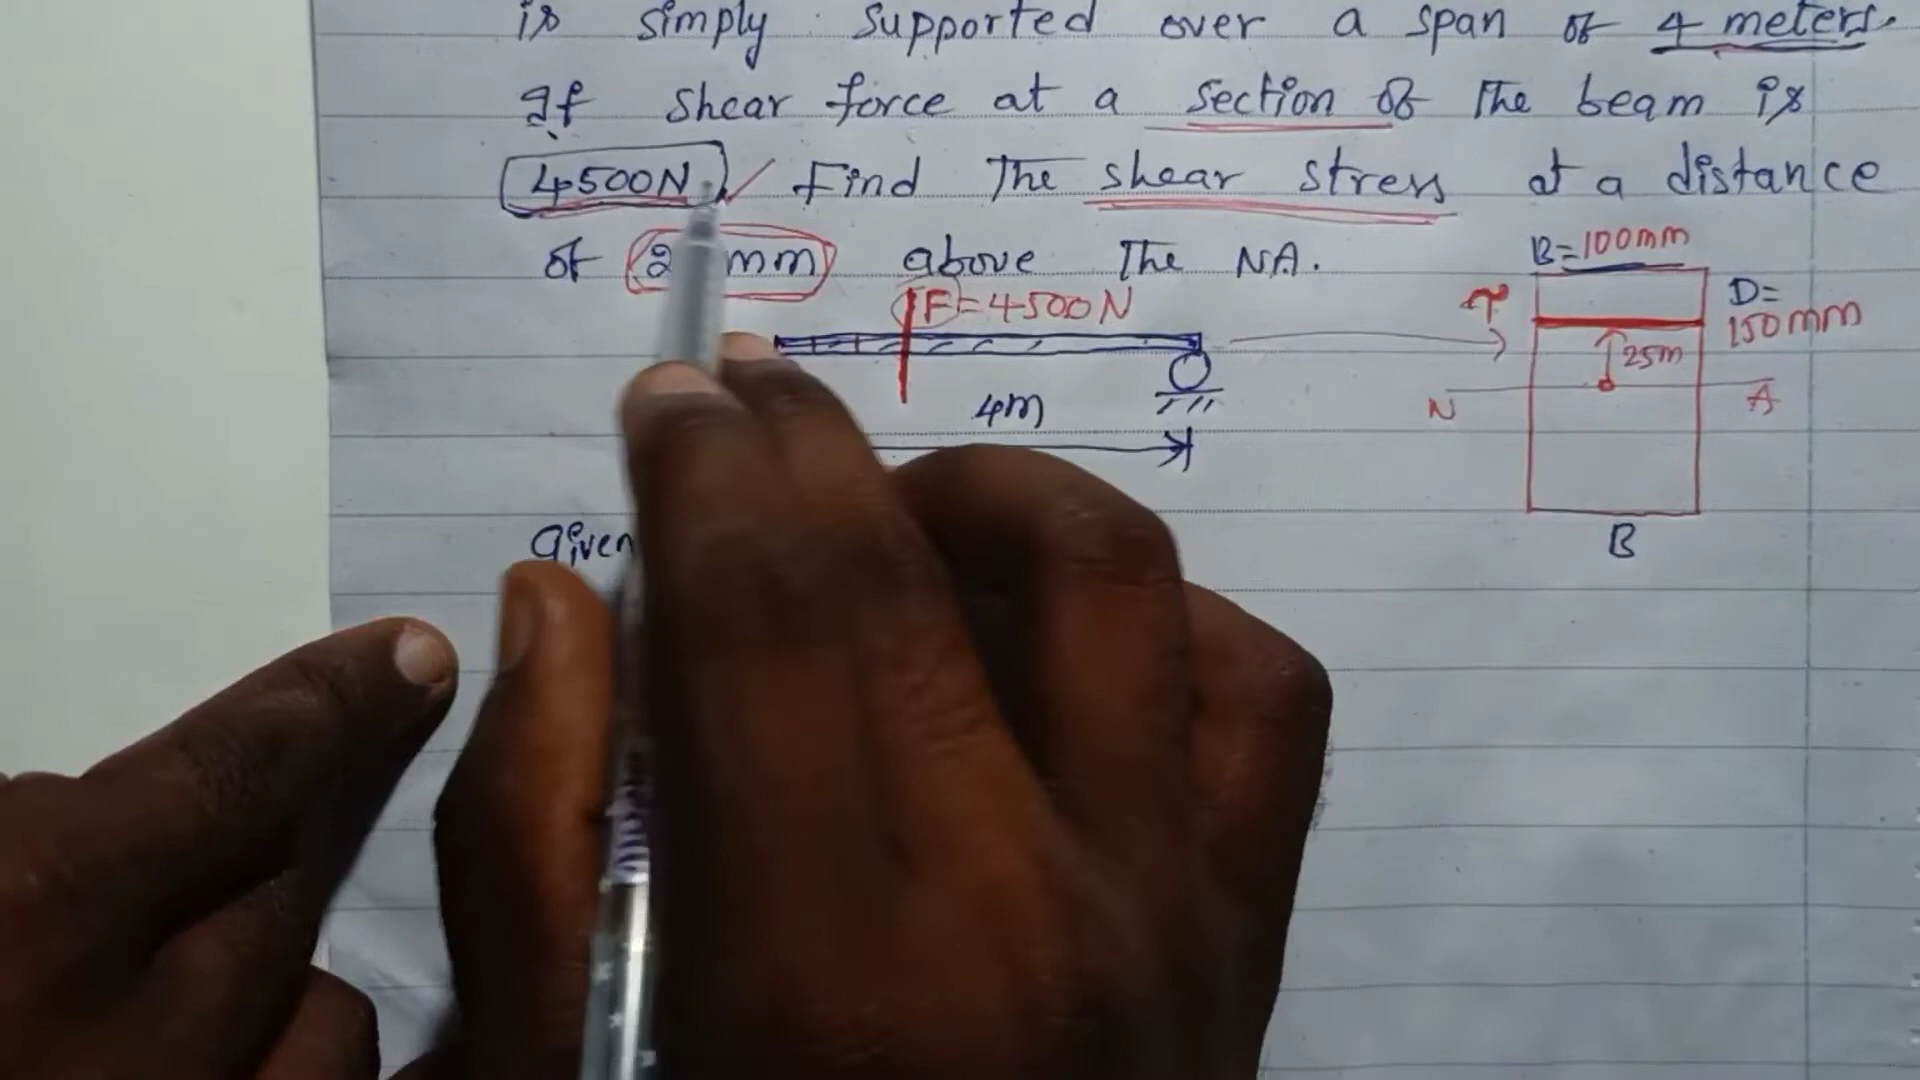 is simply supported over a span of 4 meters.
If shear force at a section of The beam is
4500N Find The shear stress at a distance
of 2 mm above The NA.
B=100mm
F=4500N
τ
D=
150mm
25m
4m
N
A
Given
B